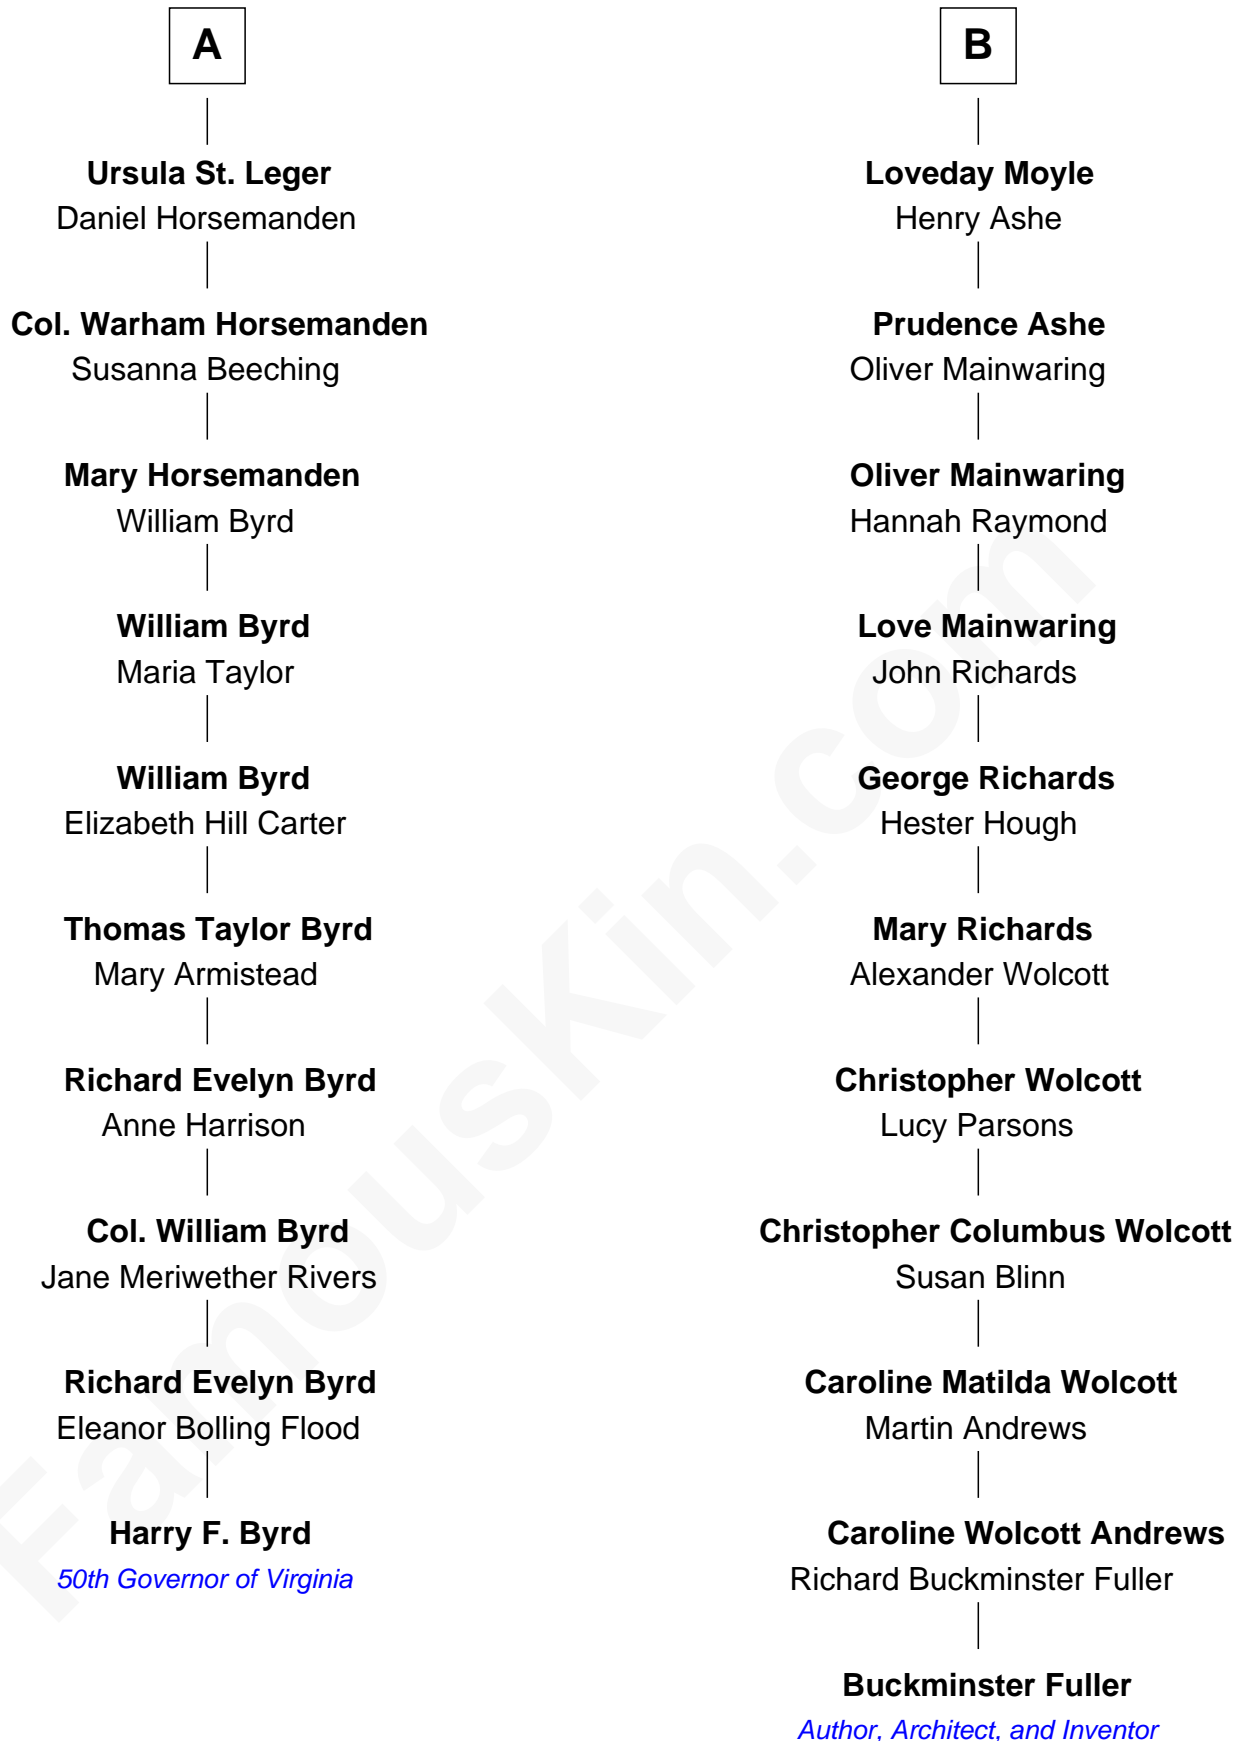 A
Ursula St. Leger
Daniel Horsemanden
Col. Warham Horsemanden
Susanna Beeching
Mary Horsemanden
William Byrd
William Byrd
Maria Taylor
William Byrd
Elizabeth Hill Carter
Thomas Taylor Byrd
Mary Armistead
Richard Evelyn Byrd
Anne Harrison
Col. William Byrd
Jane Meriwether Rivers
Richard Evelyn Byrd
Eleanor Bolling Flood
Harry F. Byrd
50th Governor of Virginia
B
Loveday Moyle
Henry Ashe
Prudence Ashe
Oliver Mainwaring
Oliver Mainwaring
Hannah Raymond
Love Mainwaring
John Richards
George Richards
Hester Hough
Mary Richards
Alexander Wolcott
Christopher Wolcott
Lucy Parsons
Christopher Columbus Wolcott
Susan Blinn
Caroline Matilda Wolcott
Martin Andrews
Caroline Wolcott Andrews
Richard Buckminster Fuller
Buckminster Fuller
Author, Architect, and Inventor
FamousKin.com